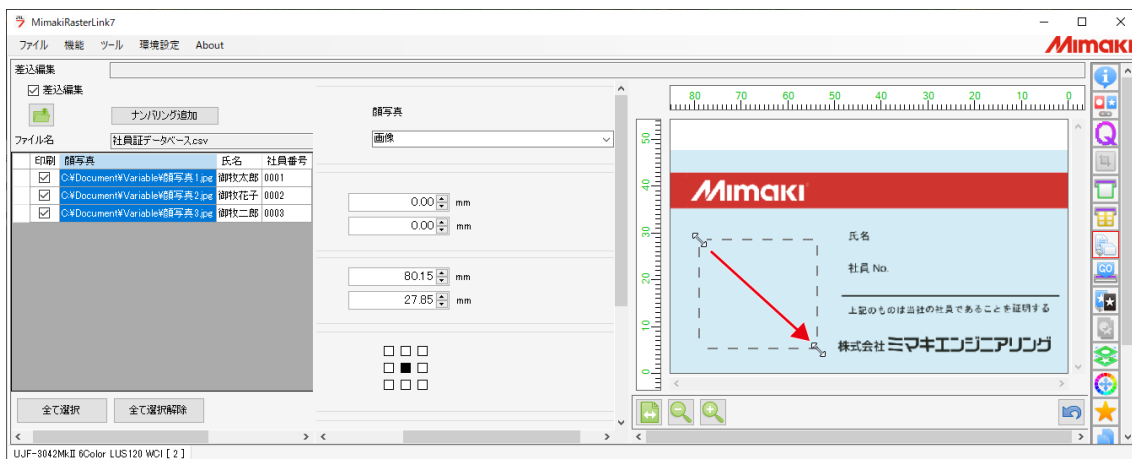 MimakiRasterLink7
ファイル 機能 ツール 環境設定 About
Mimaki
差込編集
差込編集
ナンバリング追加
ファイル名 社員証データベース.csv
印刷 顔写真 氏名 社員番号
C:¥Document¥Variable¥顔写真1.jpg 御牧太郎 0001
C:¥Document¥Variable¥顔写真2.jpg 御牧花子 0002
C:¥Document¥Variable¥顔写真3.jpg 御牧二郎 0003
全て選択 全て選択解除
顔写真
画像
0.00 mm
0.00 mm
80.15 mm
27.85 mm
80 70 60 50 40 30 20 10 0
50
40
30
20
10
0
Mimaki
氏名
社員 No.
上記のものは当社の社員であることを証明する
株式会社ミマキエンジニアリング
Q
GO
UJF-3042MkⅡ 6Color LUS120 WCl [ 2 ]